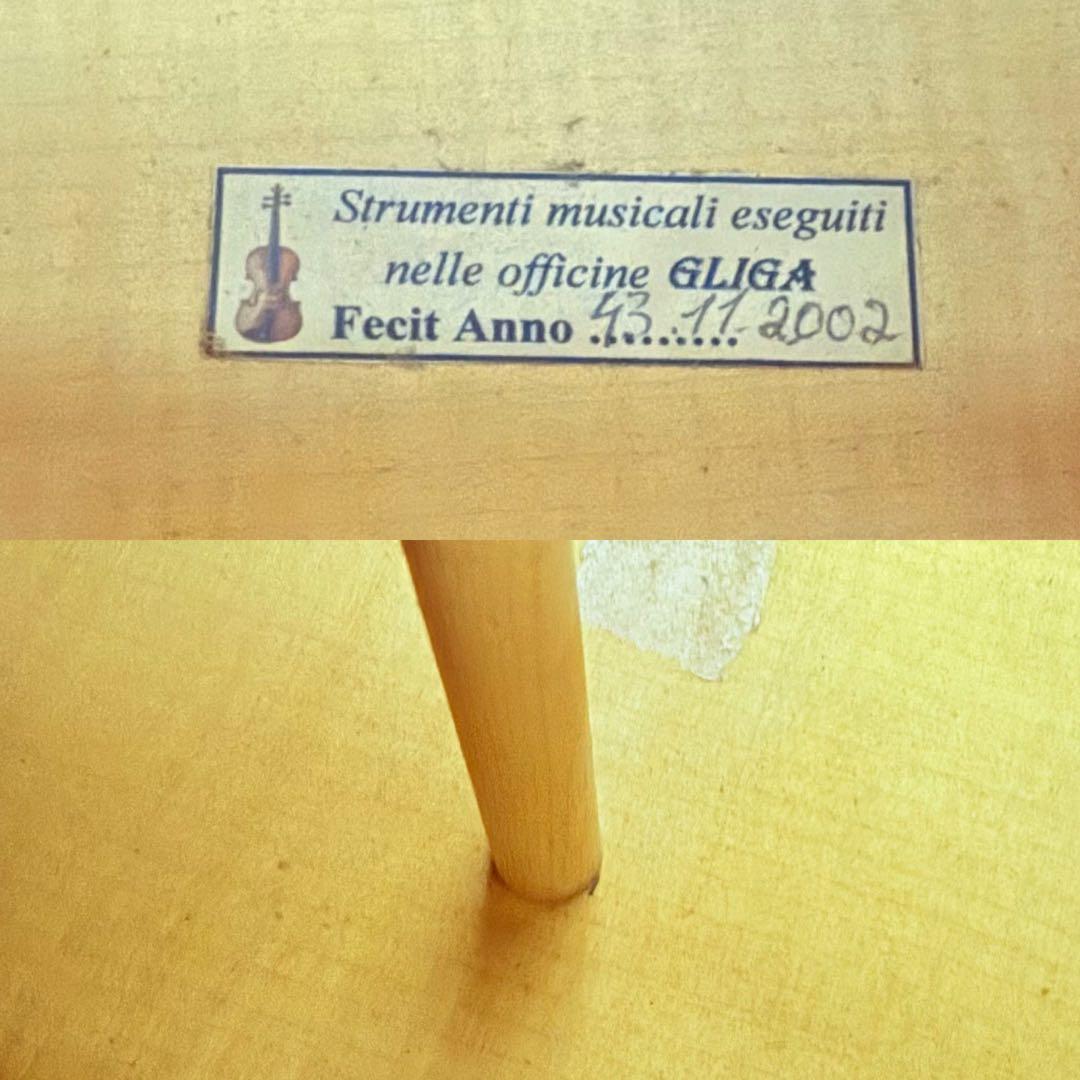 Strumenti musicali eseguiti
nelle officine GLIGA
Fecit Anno ......... 13.11.2002